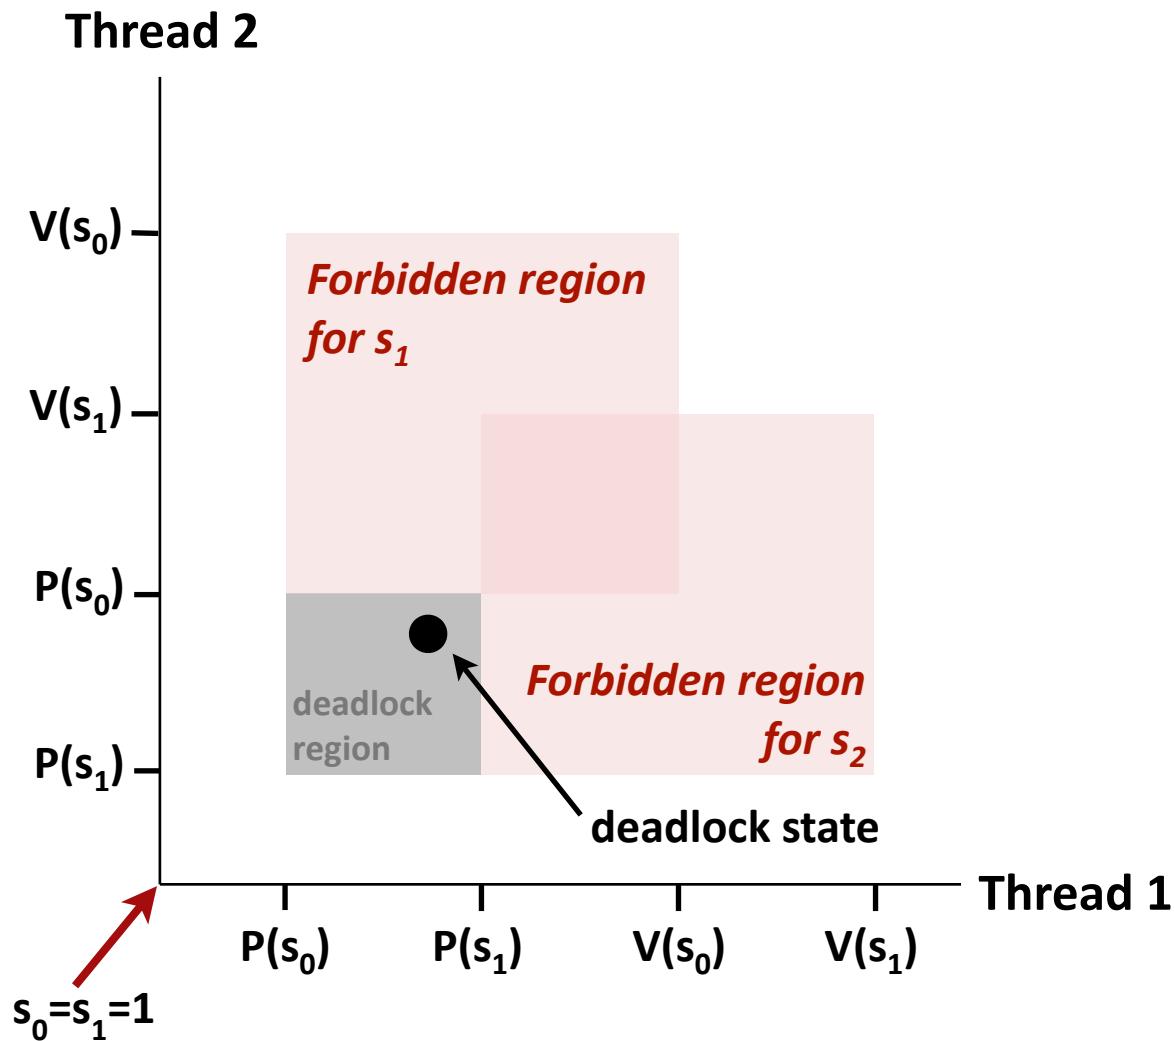 Thread 2
V(s₀)
Forbidden region
for s₁
V(s₁)
P(s₀)
deadlock
region
Forbidden region
for s₂
P(s₁)
deadlock state
Thread 1
P(s₀) P(s₁) V(s₀) V(s₁)
s₀=s₁=1